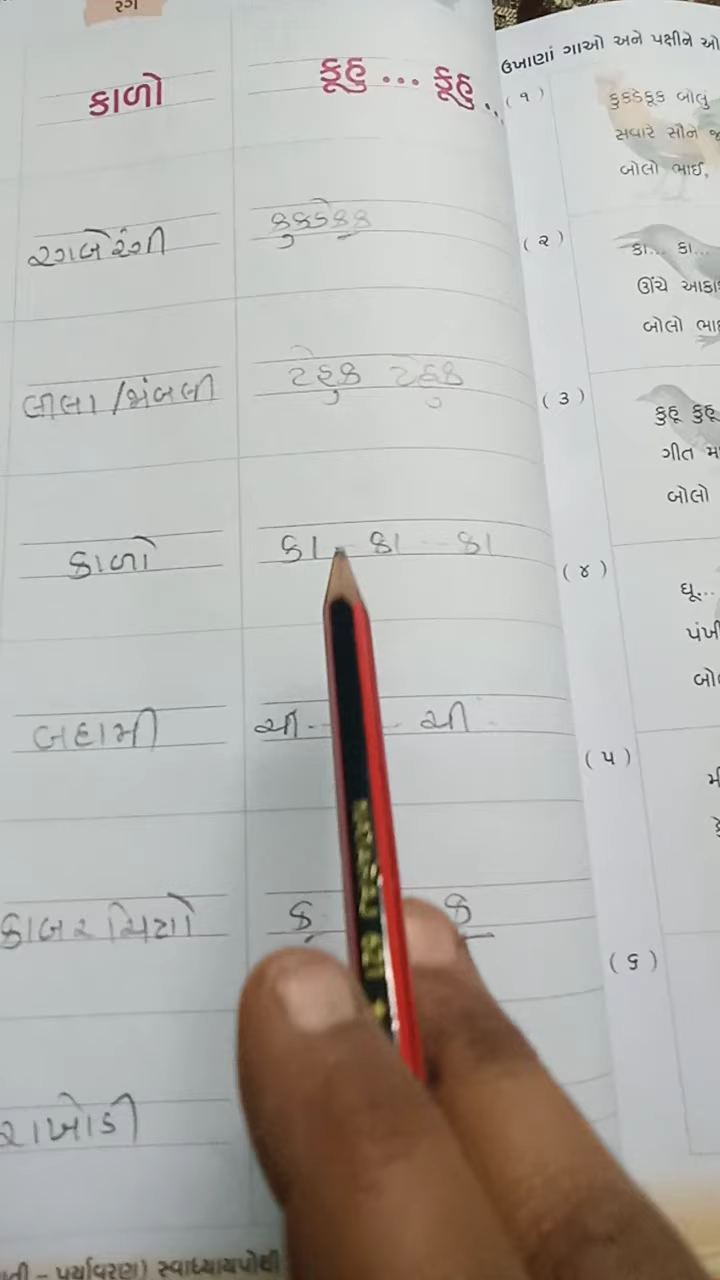 રંગ
કાળો કૂહુ ... કૂહુ ..
રંગબેરંગી કુકડેકુક
લીલા / જાંબલી ટેહુક ટેહુક
કાળો કા - કા - કા
બદામી ચીં - - ચીં
કાબરચિતરો
રાખોડી
તી - પર્યાવરણ) સ્વાધ્યાયપોથી
ઉખાણાં ગાઓ અને પક્ષીને ઓ
(૧) કુકડેકૂક બોલું
સવારે સૌને જ
બોલો ભાઈ,
(૨) કા... કા...
ઊંચે આકા
બોલો ભા
(૩) કુહૂ કુહૂ
ગીત મ
બોલો
(૪) ઘૂ...
પંખી
બો
(૫)
(૬)